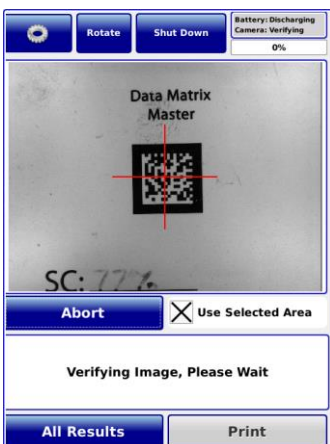 Rotate
Shut Down
Battery: Discharging
Camera: Verifying
0%
Data Matrix
Master
SC: 77%
Abort
Use Selected Area
Verifying Image, Please Wait
All Results
Print